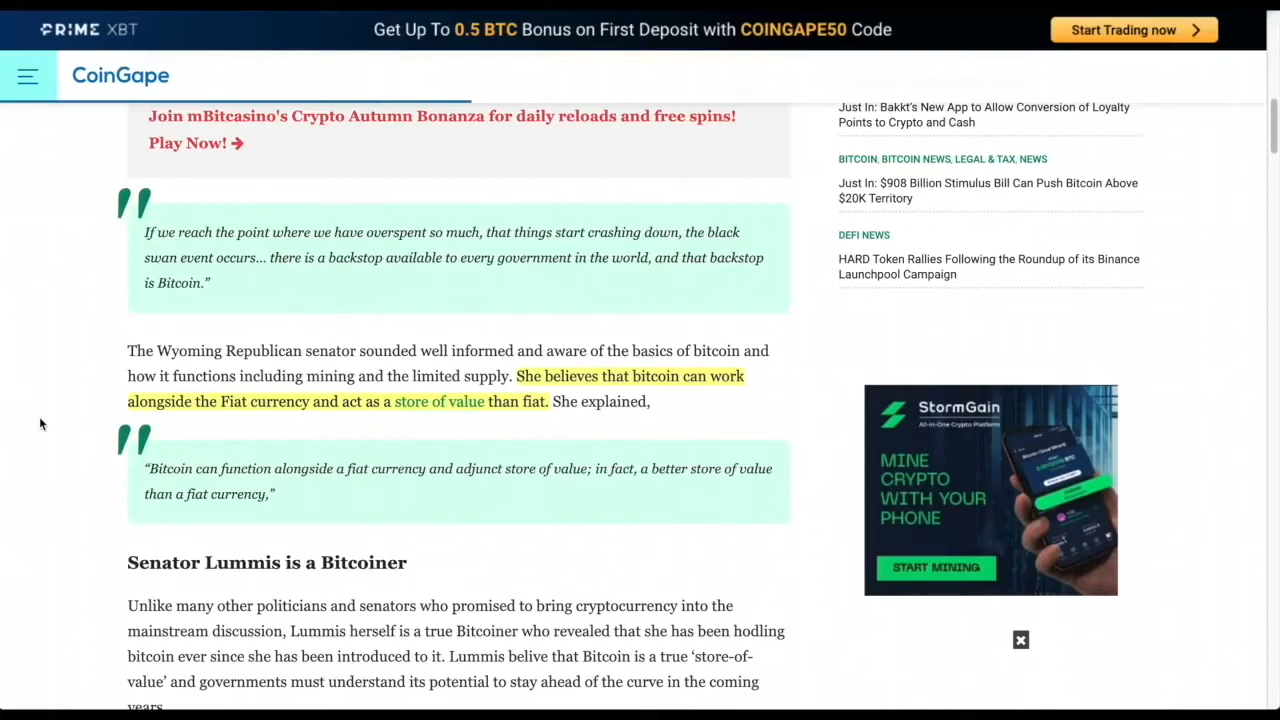 PRIME XBT
Get Up To 0.5 BTC Bonus on First Deposit with COINGAPE50 Code
Start Trading now
CoinGape
Join mBitcasino's Crypto Autumn Bonanza for daily reloads and free spins!
Play Now!
If we reach the point where we have overspent so much, that things start crashing down, the black
swan event occurs... there is a backstop available to every government in the world, and that backstop
is Bitcoin.”
The Wyoming Republican senator sounded well informed and aware of the basics of bitcoin and
how it functions including mining and the limited supply. She believes that bitcoin can work
alongside the Fiat currency and act as a store of value than fiat. She explained,
“Bitcoin can function alongside a fiat currency and adjunct store of value; in fact, a better store of value
than a fiat currency,”
Senator Lummis is a Bitcoiner
Unlike many other politicians and senators who promised to bring cryptocurrency into the
mainstream discussion, Lummis herself is a true Bitcoiner who revealed that she has been hodling
bitcoin ever since she has been introduced to it. Lummis belive that Bitcoin is a true ‘store-of-
value’ and governments must understand its potential to stay ahead of the curve in the coming
years.
Just In: Bakkt's New App to Allow Conversion of Loyalty
Points to Crypto and Cash
BITCOIN, BITCOIN NEWS, LEGAL & TAX, NEWS
Just In: $908 Billion Stimulus Bill Can Push Bitcoin Above
$20K Territory
DEFI NEWS
HARD Token Rallies Following the Roundup of its Binance
Launchpool Campaign
StormGain
All-in-One Crypto Platform
MINE
CRYPTO
WITH YOUR
PHONE
START MINING